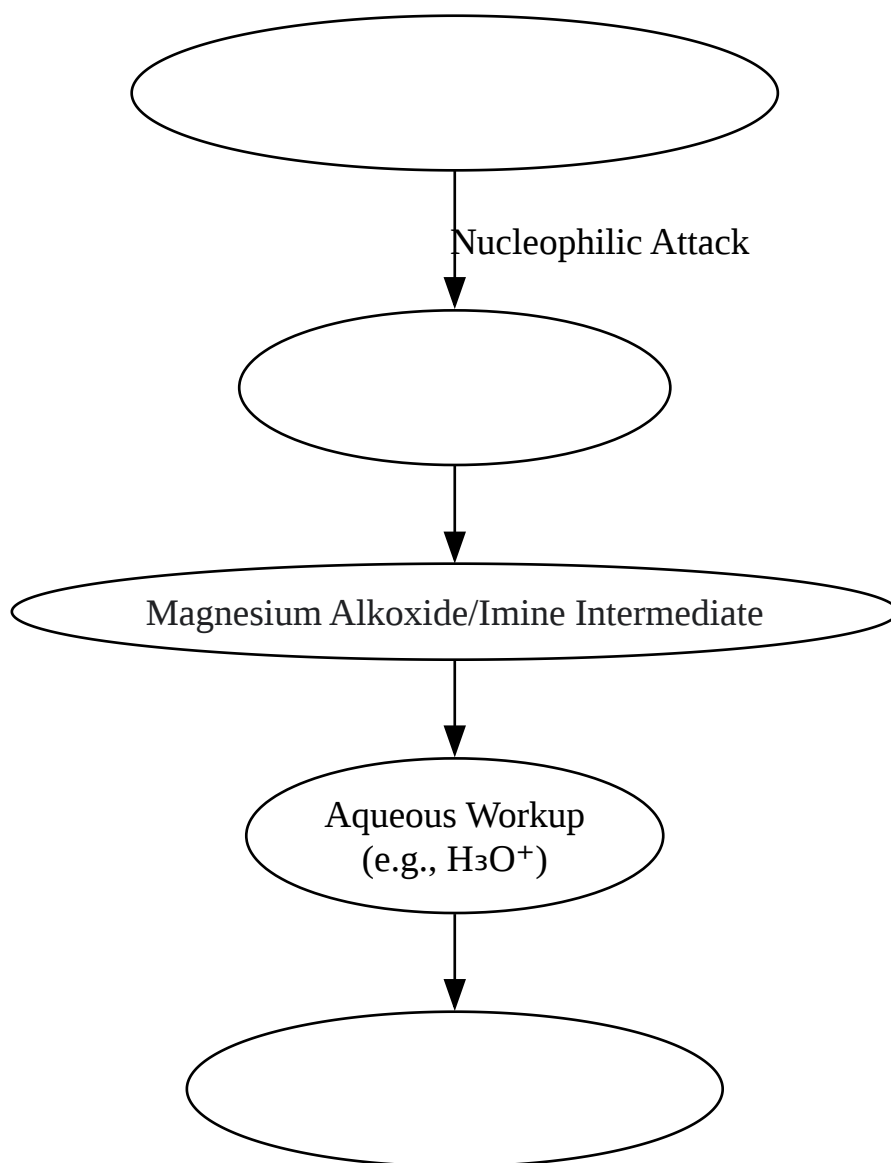 Nucleophilic Attack
Magnesium Alkoxide/Imine Intermediate
Aqueous Workup
(e.g., H₃O⁺)